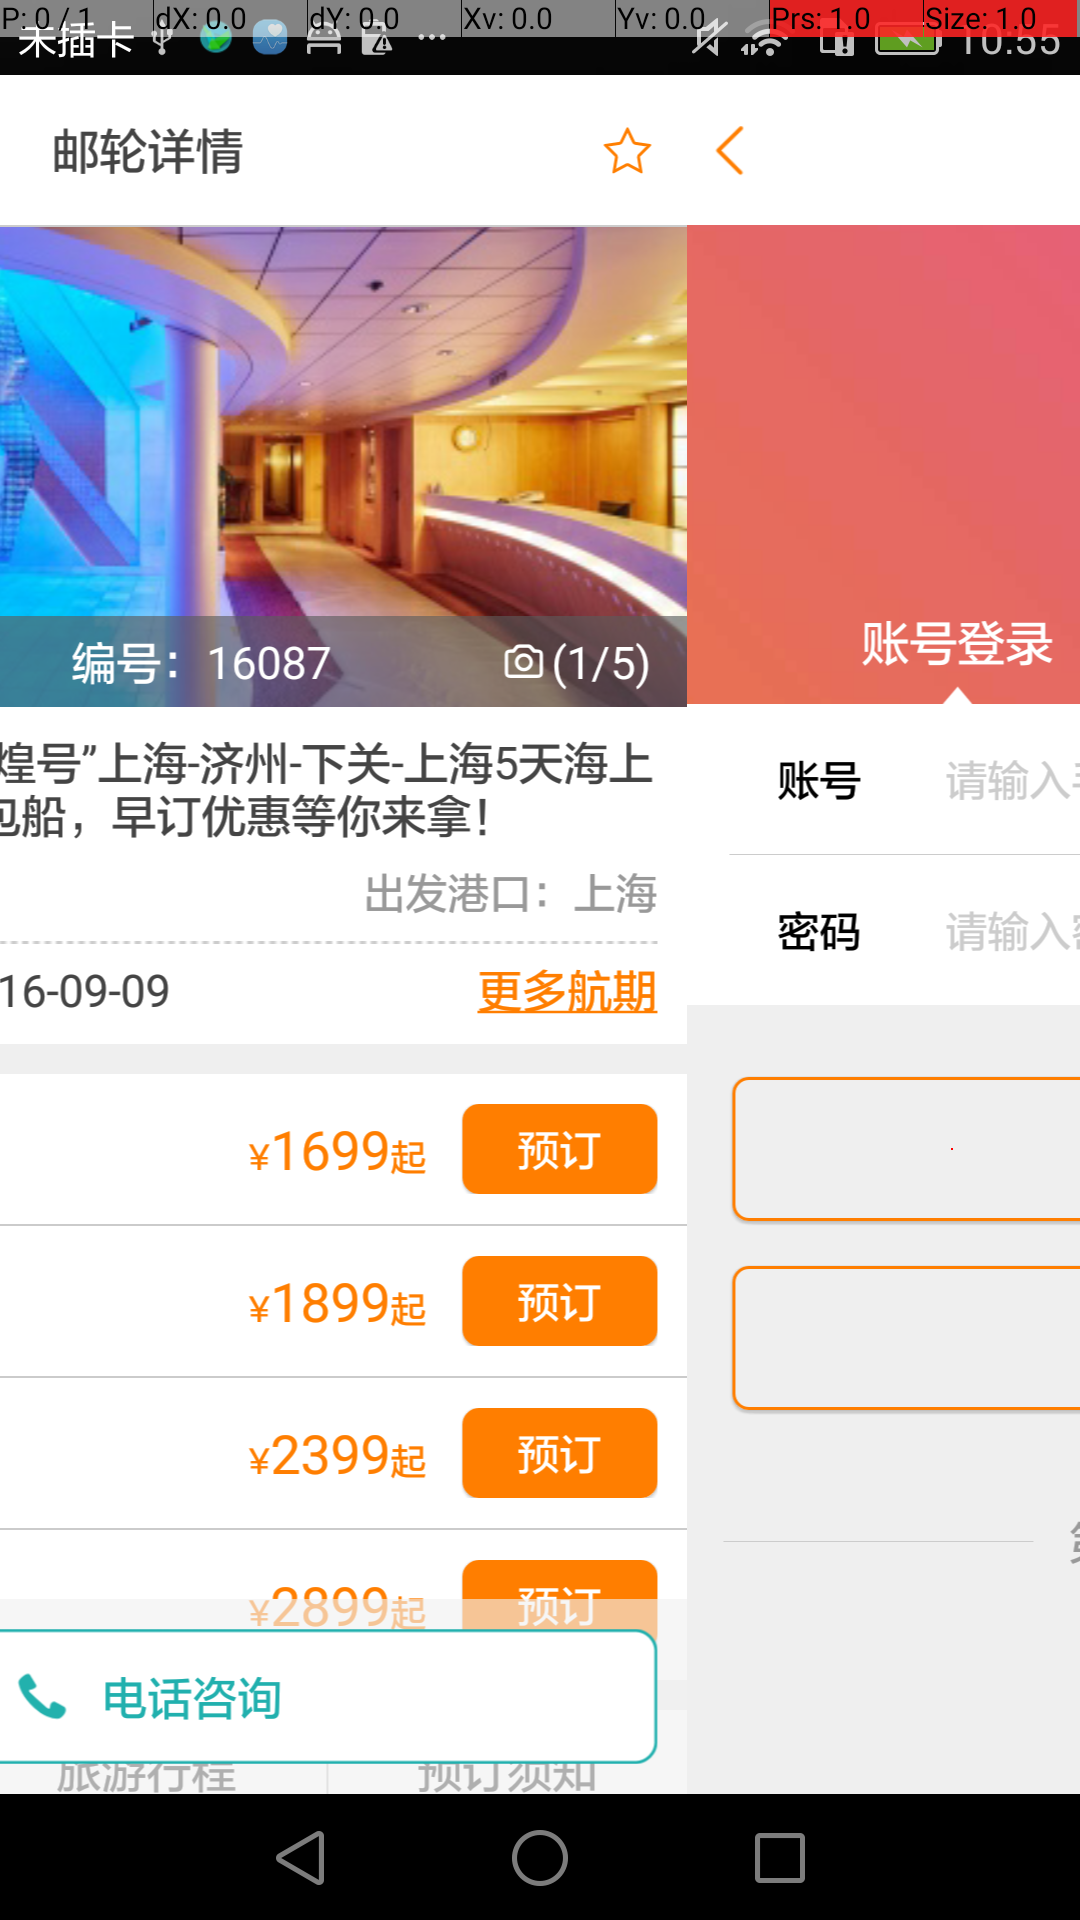 P: 0 / 1 dX: 0.0 dY: 0.0 Xv: 0.0 Yv: 0.0 Prs: 1.0 Size: 1.0
未插卡 10:55
邮轮详情
编号：16087 (1/5)
煌号”上海-济州-下关-上海5天海上
包船，早订优惠等你来拿！
出发港口：上海
16-09-09 更多航期
¥1699起 预订
¥1899起 预订
¥2399起 预订
¥2899起 预订
电话咨询
旅游行程 预订须知
账号登录
账号 请输入
密码 请输入